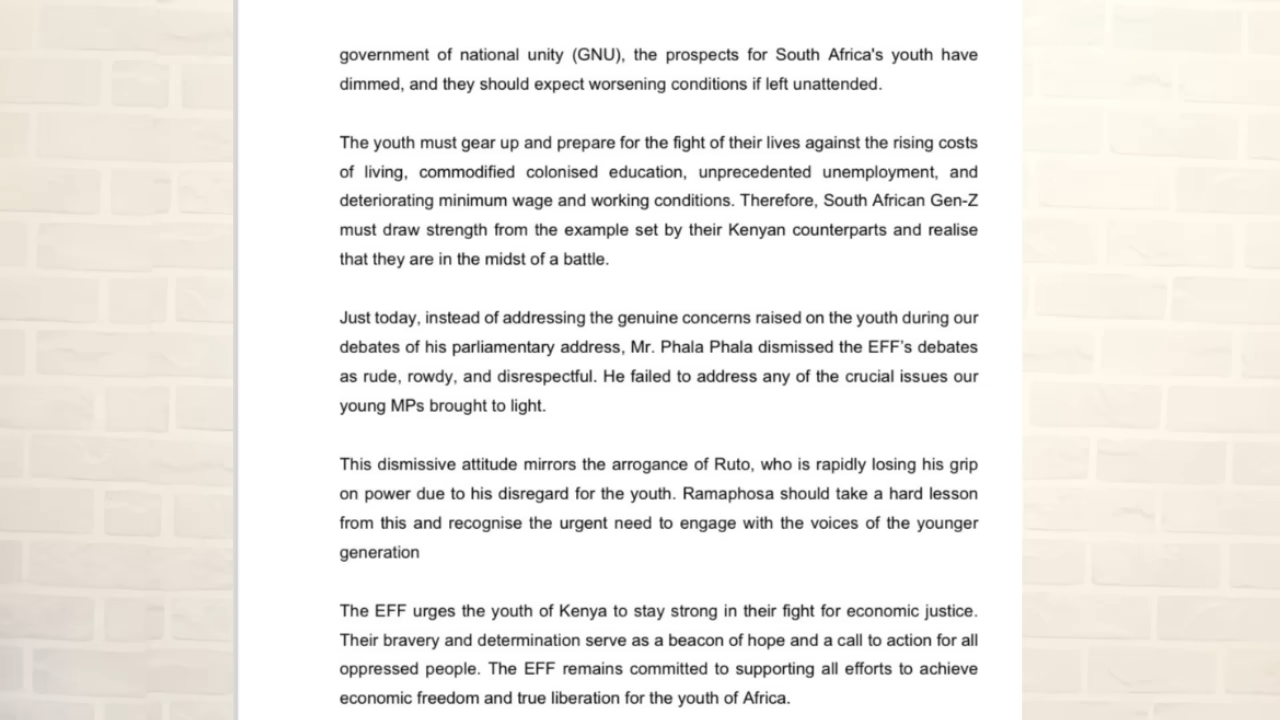 government of national unity (GNU), the prospects for South Africa's youth have
dimmed, and they should expect worsening conditions if left unattended.
The youth must gear up and prepare for the fight of their lives against the rising costs
of living, commodified colonised education, unprecedented unemployment, and
deteriorating minimum wage and working conditions. Therefore, South African Gen-Z
must draw strength from the example set by their Kenyan counterparts and realise
that they are in the midst of a battle.
Just today, instead of addressing the genuine concerns raised on the youth during our
debates of his parliamentary address, Mr. Phala Phala dismissed the EFF’s debates
as rude, rowdy, and disrespectful. He failed to address any of the crucial issues our
young MPs brought to light.
This dismissive attitude mirrors the arrogance of Ruto, who is rapidly losing his grip
on power due to his disregard for the youth. Ramaphosa should take a hard lesson
from this and recognise the urgent need to engage with the voices of the younger
generation
The EFF urges the youth of Kenya to stay strong in their fight for economic justice.
Their bravery and determination serve as a beacon of hope and a call to action for all
oppressed people. The EFF remains committed to supporting all efforts to achieve
economic freedom and true liberation for the youth of Africa.